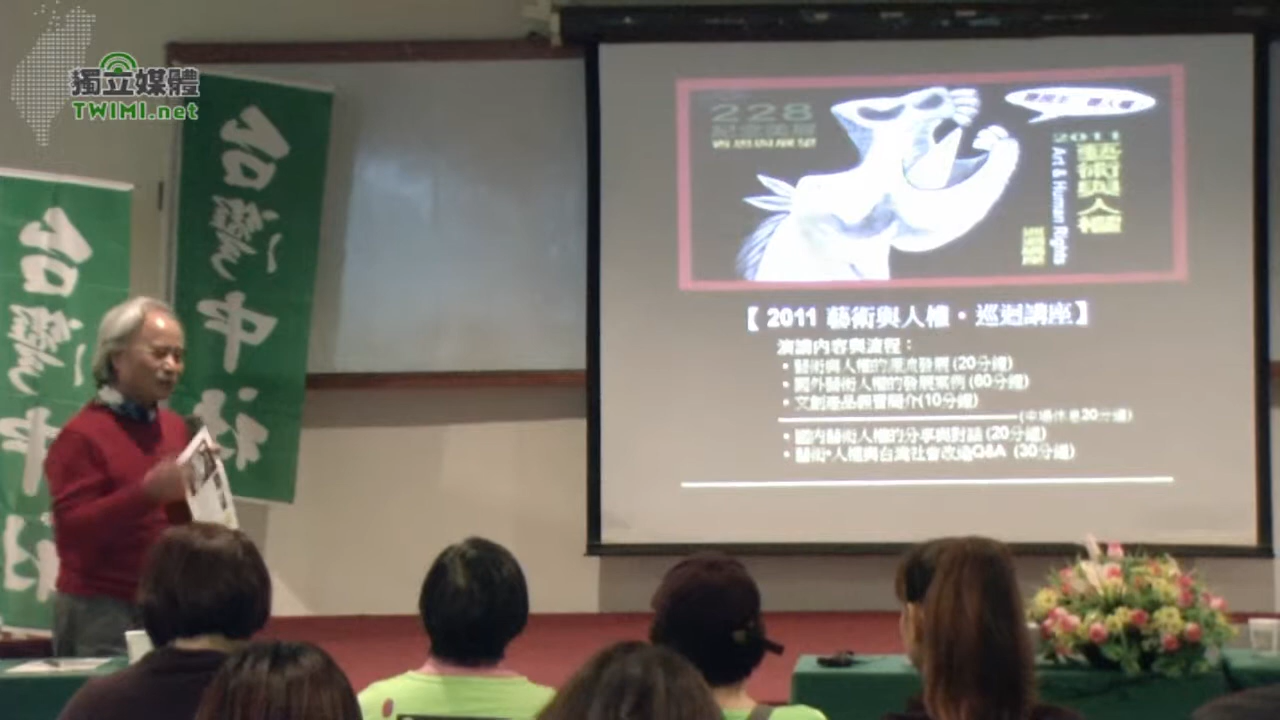 獨立媒體
TWIMI.net
台灣中社
台灣中社
228
2011
藝術與人權
Art & Human Rights
【 2011 藝術與人權・巡迴講座】
演講內容與流程：
・藝術與人權的源流發展 (20分鐘)
・國外藝術人權的發展案例 (60分鐘)
・文創產品觀賞簡介(10分鐘)
(中場休息20分鐘)
・國內藝術人權的分享與對話 (20分鐘)
・藝術・人權與台灣社會改造Q&A (30分鐘)